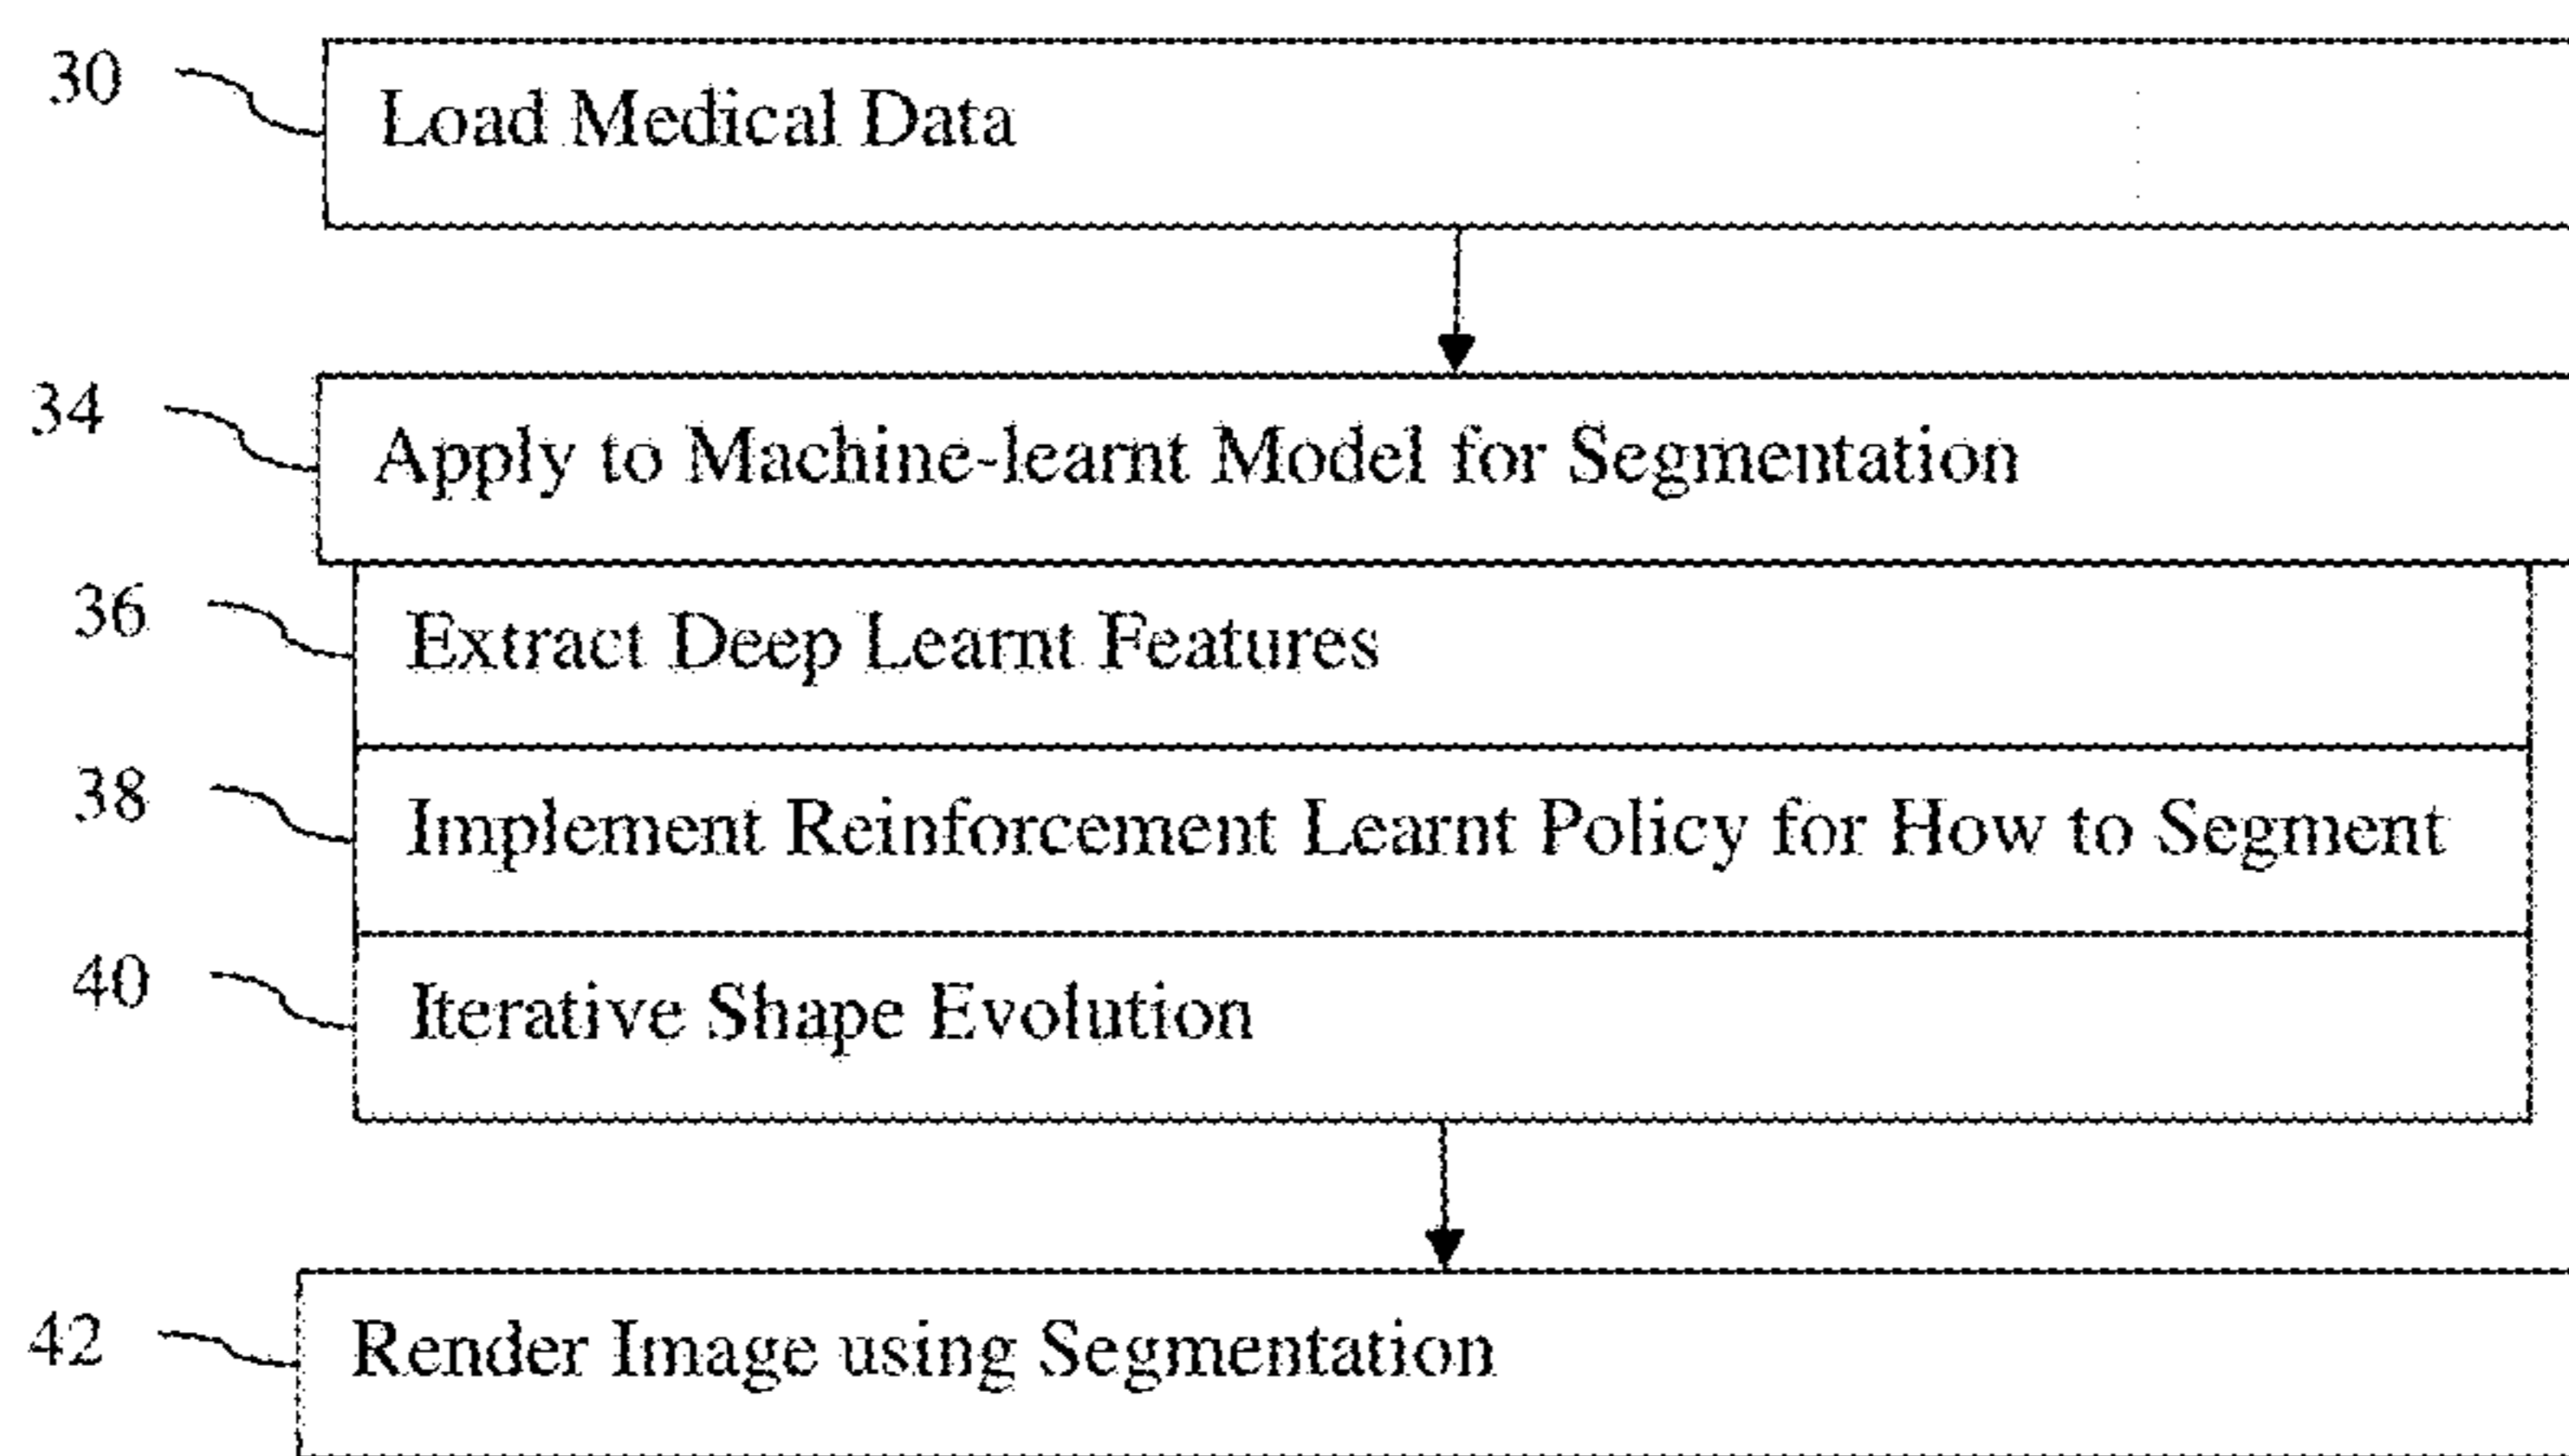 30 Load Medical Data
34 Apply to Machine-learnt Model for Segmentation
36 Extract Deep Learnt Features
38 Implement Reinforcement Learnt Policy for How to Segment
40 Iterative Shape Evolution
42 Render Image using Segmentation